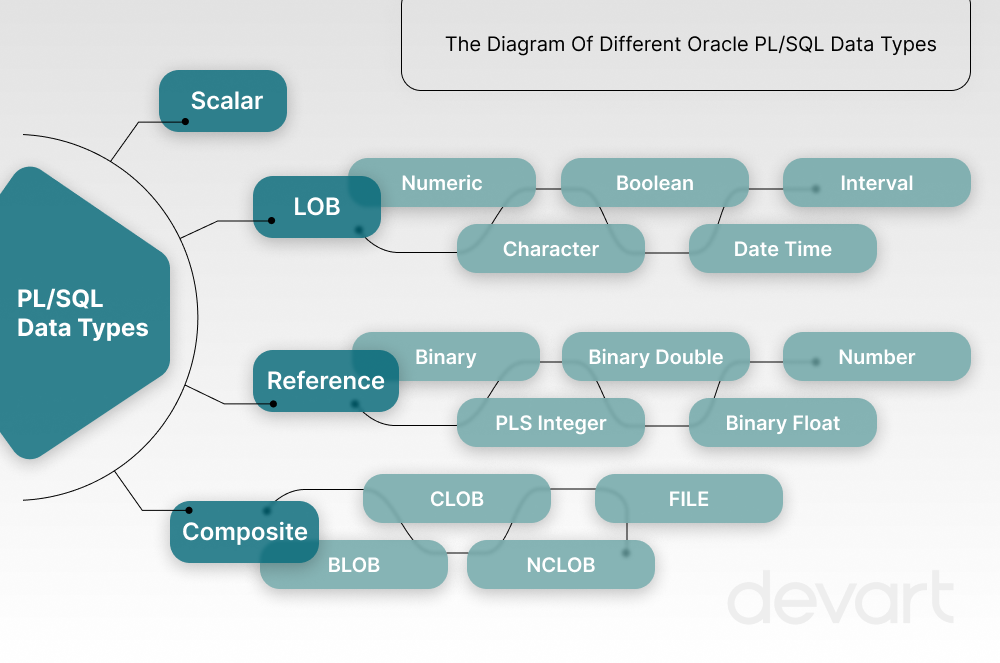 The Diagram Of Different Oracle PL/SQL Data Types
Scalar
LOB
Numeric
Boolean
Interval
Character
Date Time
PL/SQL
Data Types
Reference
Binary
Binary Double
Number
PLS Integer
Binary Float
Composite
CLOB
FILE
BLOB
NCLOB
devart